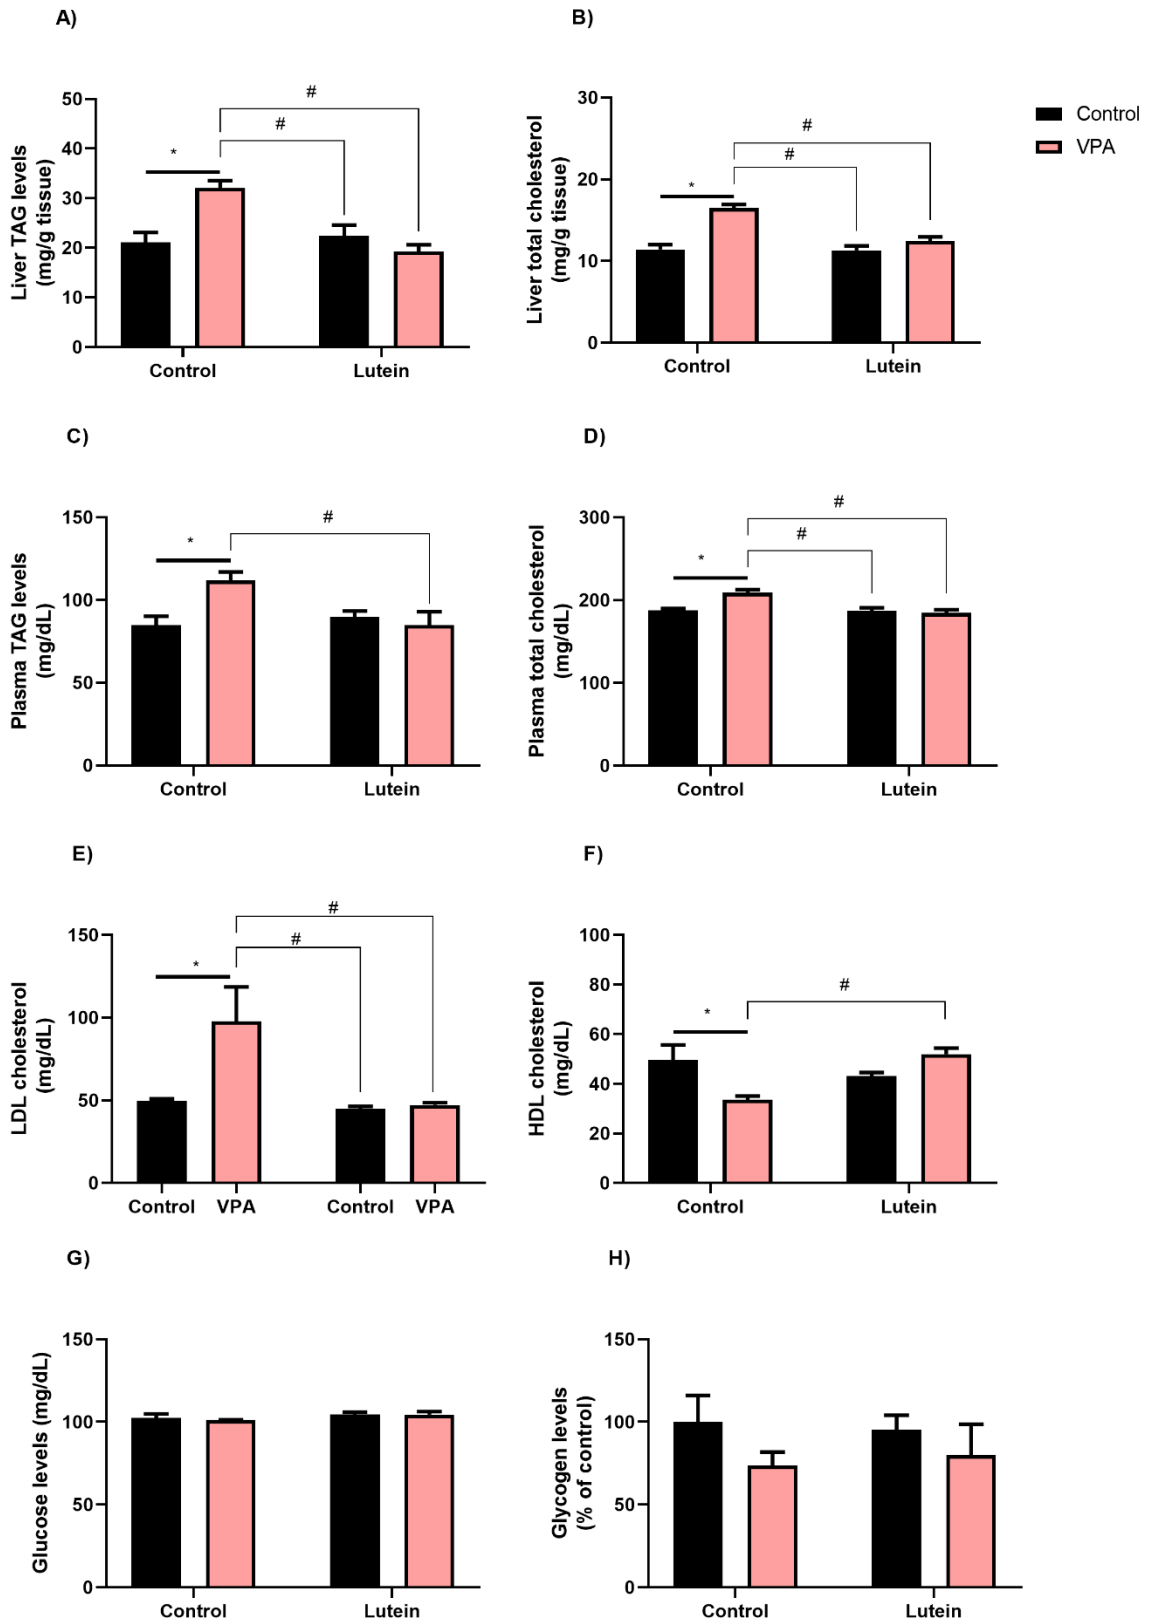 A)
B)
Control
VPA
Liver TAG levels
(mg/g tissue)
50
40
30
20
10
0
*
#
#
Control Lutein
Liver total cholesterol
(mg/g tissue)
30
20
10
0
*
#
#
Control Lutein
C)
D)
Plasma TAG levels
(mg/dL)
150
100
50
0
*
#
Control Lutein
Plasma total cholesterol
(mg/dL)
300
200
100
0
*
#
#
Control Lutein
E)
F)
LDL cholesterol
(mg/dL)
150
100
50
0
*
#
#
Control VPA Control VPA
HDL cholesterol
(mg/dL)
100
80
60
40
20
0
*
#
Control Lutein
G)
H)
Glucose levels (mg/dL)
150
100
50
0
Control Lutein
Glycogen levels
(% of control)
150
100
50
0
Control Lutein